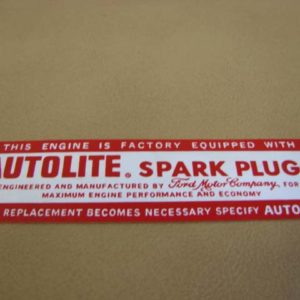 THIS ENGINE IS FACTORY EQUIPPED WITH
AUTOLITE® SPARK PLUG
ENGINEERED AND MANUFACTURED BY Ford Motor Company, FOR
MAXIMUM ENGINE PERFORMANCE AND ECONOMY
REPLACEMENT BECOMES NECESSARY SPECIFY AUTO